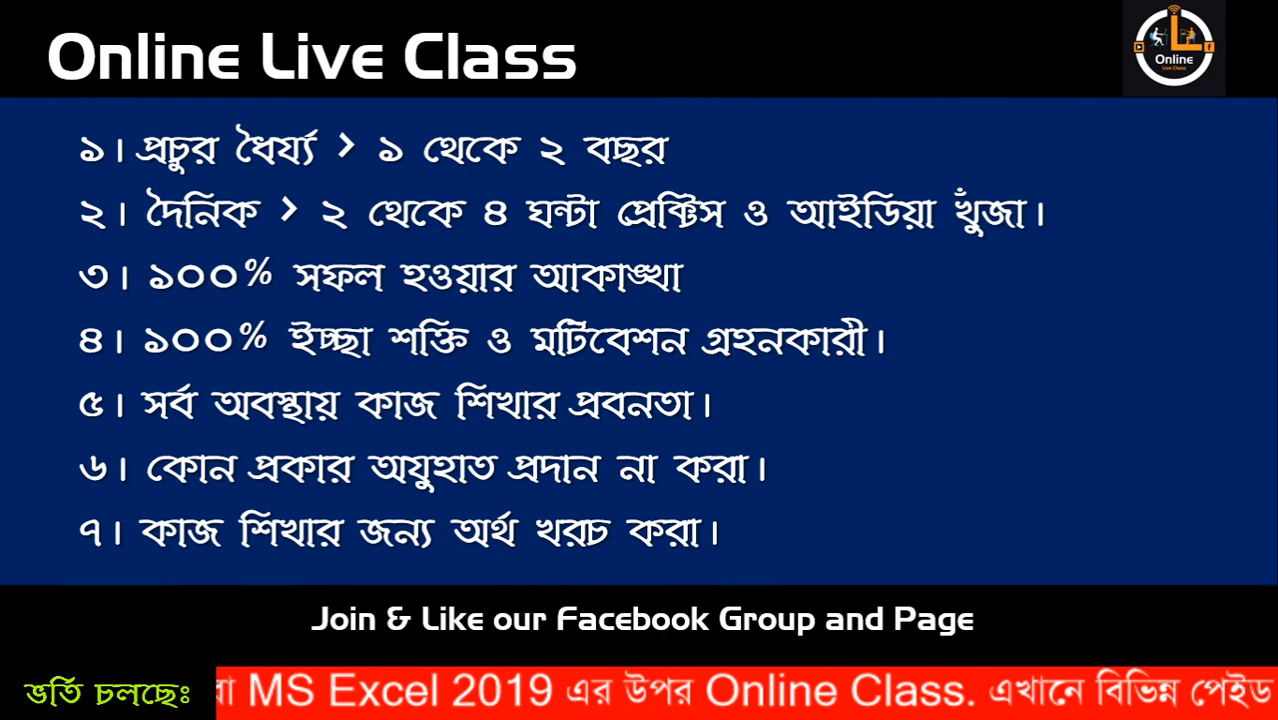 Online Live Class
Online
Live Class
১। প্রচুর ধৈর্য্য > ১ থেকে ২ বছর
২। দৈনিক > ২ থেকে ৪ ঘন্টা প্রেক্টিস ও আইডিয়া খুঁজা।
৩। ১০০% সফল হওয়ার আকাঙ্খা
৪। ১০০% ইচ্ছা শক্তি ও মটিবেশন গ্রহনকারী।
৫। সর্ব অবস্থায় কাজ শিখার প্রবনতা।
৬। কোন প্রকার অযুহাত প্রদান না করা।
৭। কাজ শিখার জন্য অর্থ খরচ করা।
Join & Like our Facebook Group and Page
ভর্তি চলছেঃ MS Excel 2019 এর উপর Online Class. এখানে বিভিন্ন পেইড